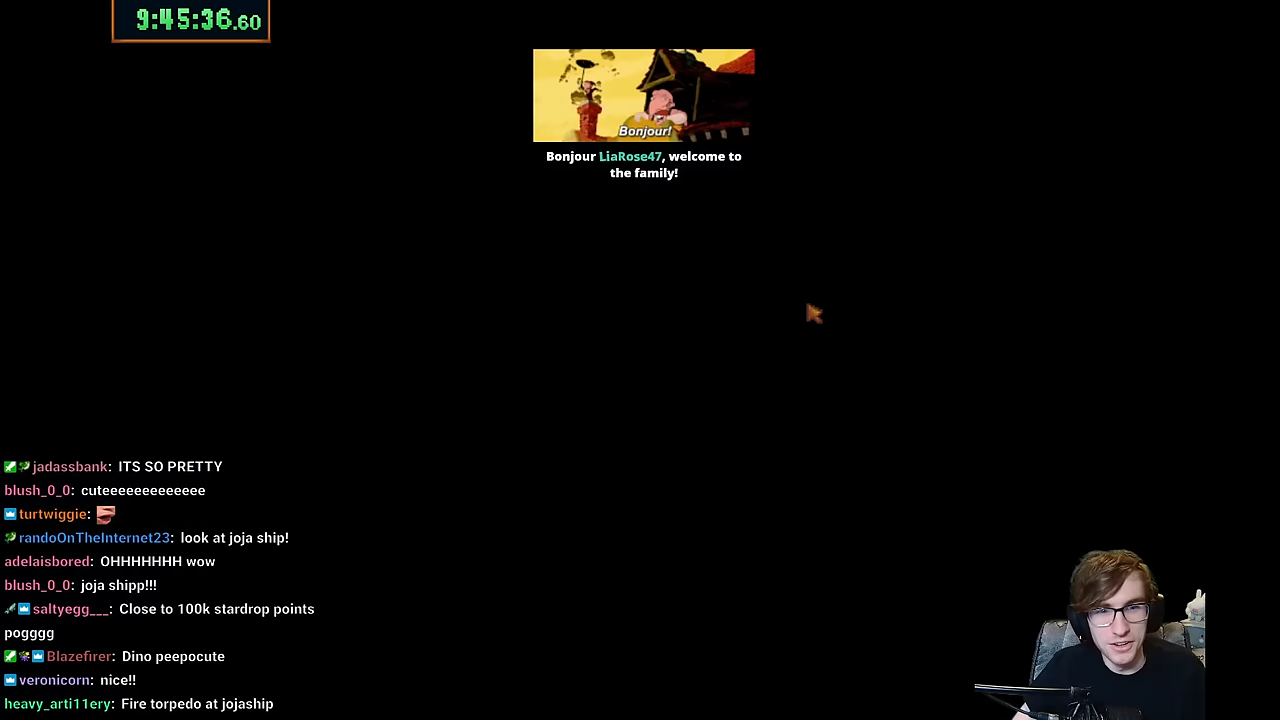 9:45:36.60
Bonjour!
Bonjour LiaRose47, welcome to
the family!
jadassbank: ITS SO PRETTY
blush_0_0: cuteeeeeeeeeeeee
turtwiggie:
randoOnTheInternet23: look at joja ship!
adelaisbored: OHHHHHHH wow
blush_0_0: joja shipp!!!
saltyegg___: Close to 100k stardrop points
pogggg
Blazefirer: Dino peepocute
veronicorn: nice!!
heavy_arti11ery: Fire torpedo at jojaship